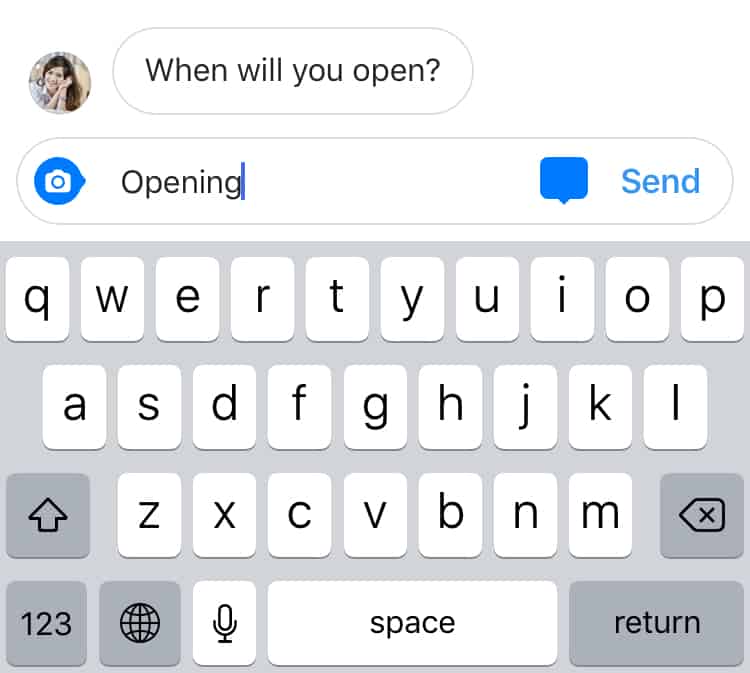 When will you open?
Opening
Send
q w e r t y u i o p
a s d f g h j k l
z x c v b n m
123 space return